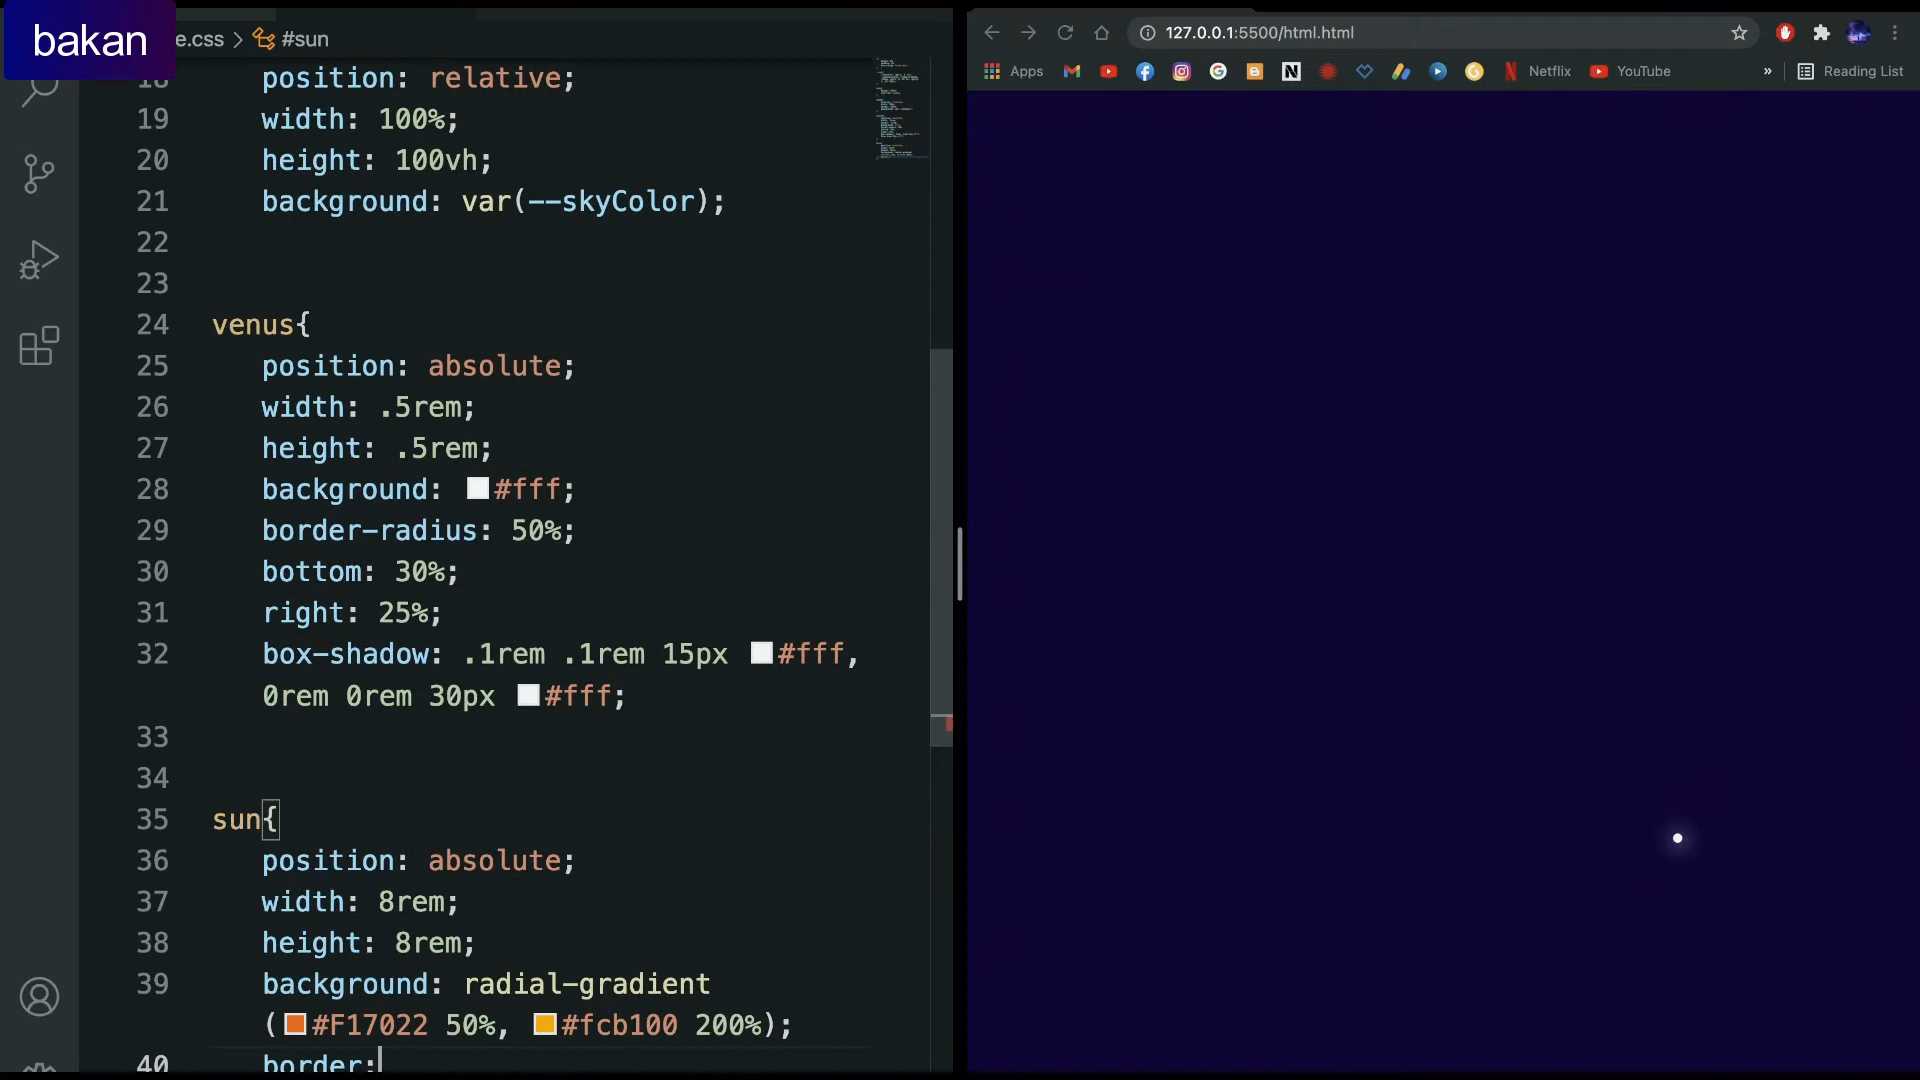 bakan
e.css > #sun
18 position: relative;
19 width: 100%;
20 height: 100vh;
21 background: var(--skyColor);
22
23
24 venus{
25 position: absolute;
26 width: .5rem;
27 height: .5rem;
28 background: #fff;
29 border-radius: 50%;
30 bottom: 30%;
31 right: 25%;
32 box-shadow: .1rem .1rem 15px #fff,
0rem 0rem 30px #fff;
33
34
35 sun{
36 position: absolute;
37 width: 8rem;
38 height: 8rem;
39 background: radial-gradient
(#F17022 50%, #fcb100 200%);
40 border:
127.0.0.1:5500/html.html
Apps Netflix YouTube » Reading List